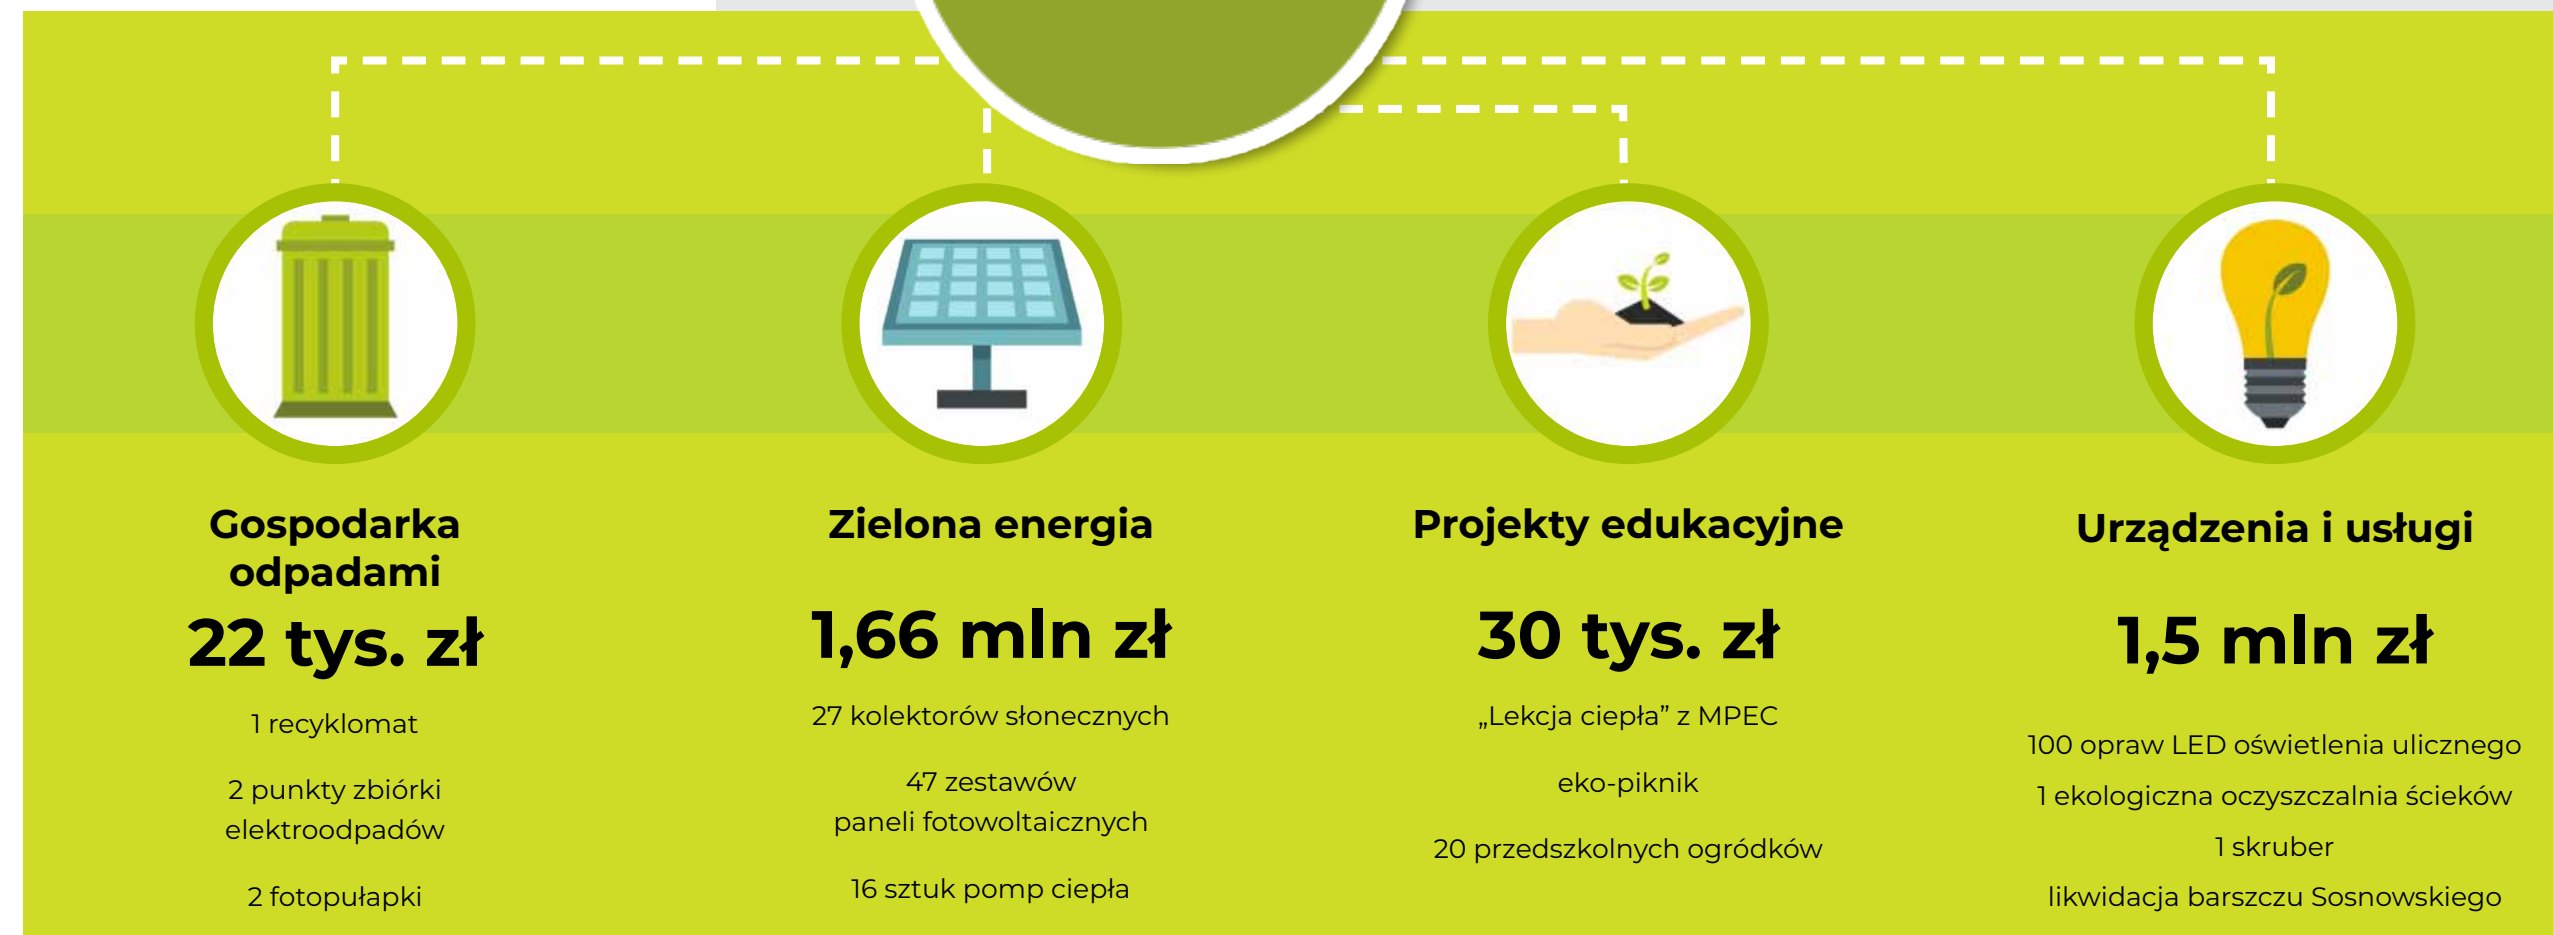 Gospodarka
odpadami
22 tys. zł
1 recyklomat
2 punkty zbiórki
elektroodpadów
2 fotopułapki
Zielona energia
1,66 mln zł
27 kolektorów słonecznych
47 zestawów
paneli fotowoltaicznych
16 sztuk pomp ciepła
Projekty edukacyjne
30 tys. zł
„Lekcja ciepła” z MPEC
eko-piknik
20 przedszkolnych ogródków
Urządzenia i usługi
1,5 mln zł
100 opraw LED oświetlenia ulicznego
1 ekologiczna oczyszczalnia ścieków
1 skruber
likwidacja barszczu Sosnowskiego